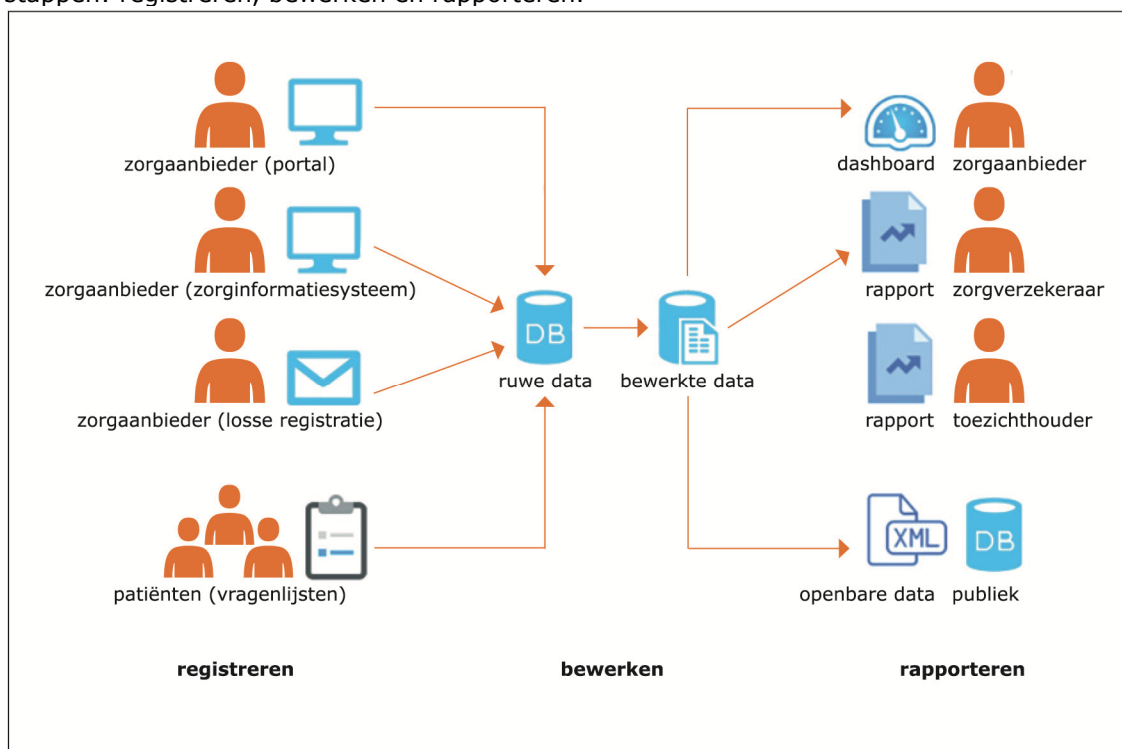 stappen: registreren, bewerken en rapporteren.
zorgaanbieder (portal)
zorgaanbieder (zorginformatiesysteem)
zorgaanbieder (losse registratie)
patiënten (vragenlijsten)
registreren
DB
ruwe data
bewerkte data
bewerken
dashboard zorgaanbieder
rapport zorgverzekeraar
rapport toezichthouder
XML DB
openbare data publiek
rapporteren